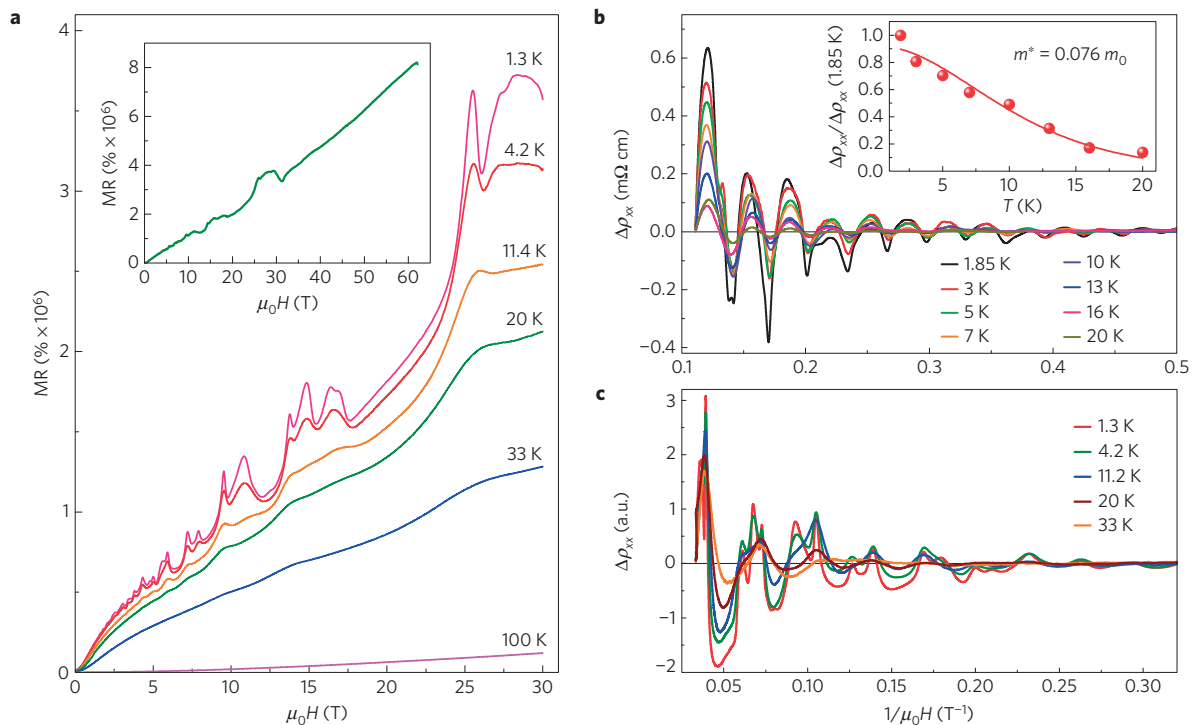 a
MR (% × 10⁶)
4
3
2
1
0
0
5
10
15
20
25
30
μ₀H (T)
1.3 K
4.2 K
11.4 K
20 K
33 K
100 K
MR (% × 10⁶)
8
6
4
2
0
0
10
20
30
40
50
60
μ₀H (T)
b
Δρxx (mΩ cm)
0.6
0.4
0.2
0.0
−0.2
−0.4
0.1
0.2
0.3
0.4
0.5
1.85 K
3 K
5 K
7 K
10 K
13 K
16 K
20 K
Δρxx/Δρxx (1.85 K)
1.0
0.8
0.6
0.4
0.2
0.0
5
10
15
20
T (K)
m* = 0.076 m₀
c
Δρxx (a.u.)
3
2
1
0
−1
−2
0.05
0.10
0.15
0.20
0.25
0.30
1/μ₀H (T⁻¹)
1.3 K
4.2 K
11.2 K
20 K
33 K